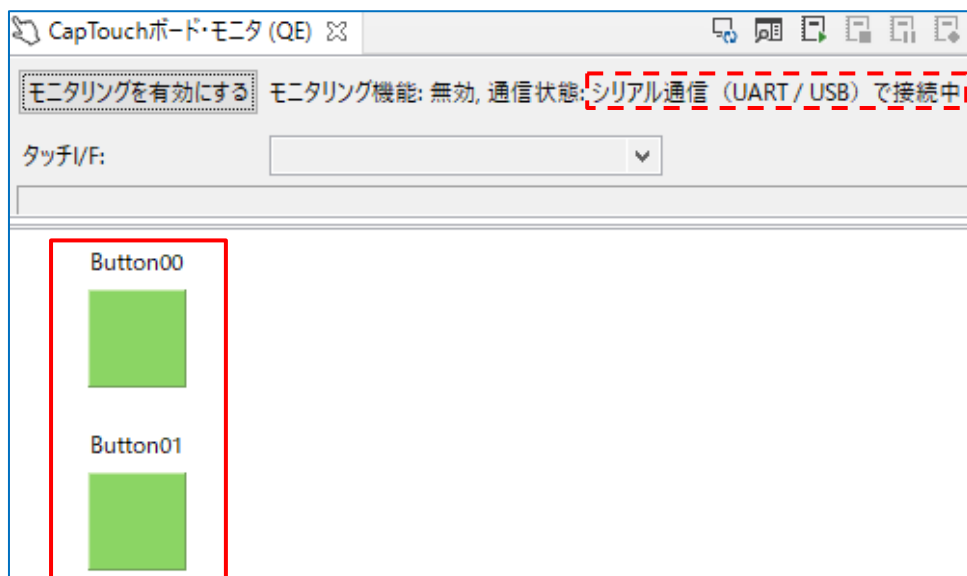 CapTouchボード・モニタ (QE)
モニタリングを有効にする モニタリング機能: 無効, 通信状態: シリアル通信（UART / USB）で接続中
タッチI/F:
Button00
Button01